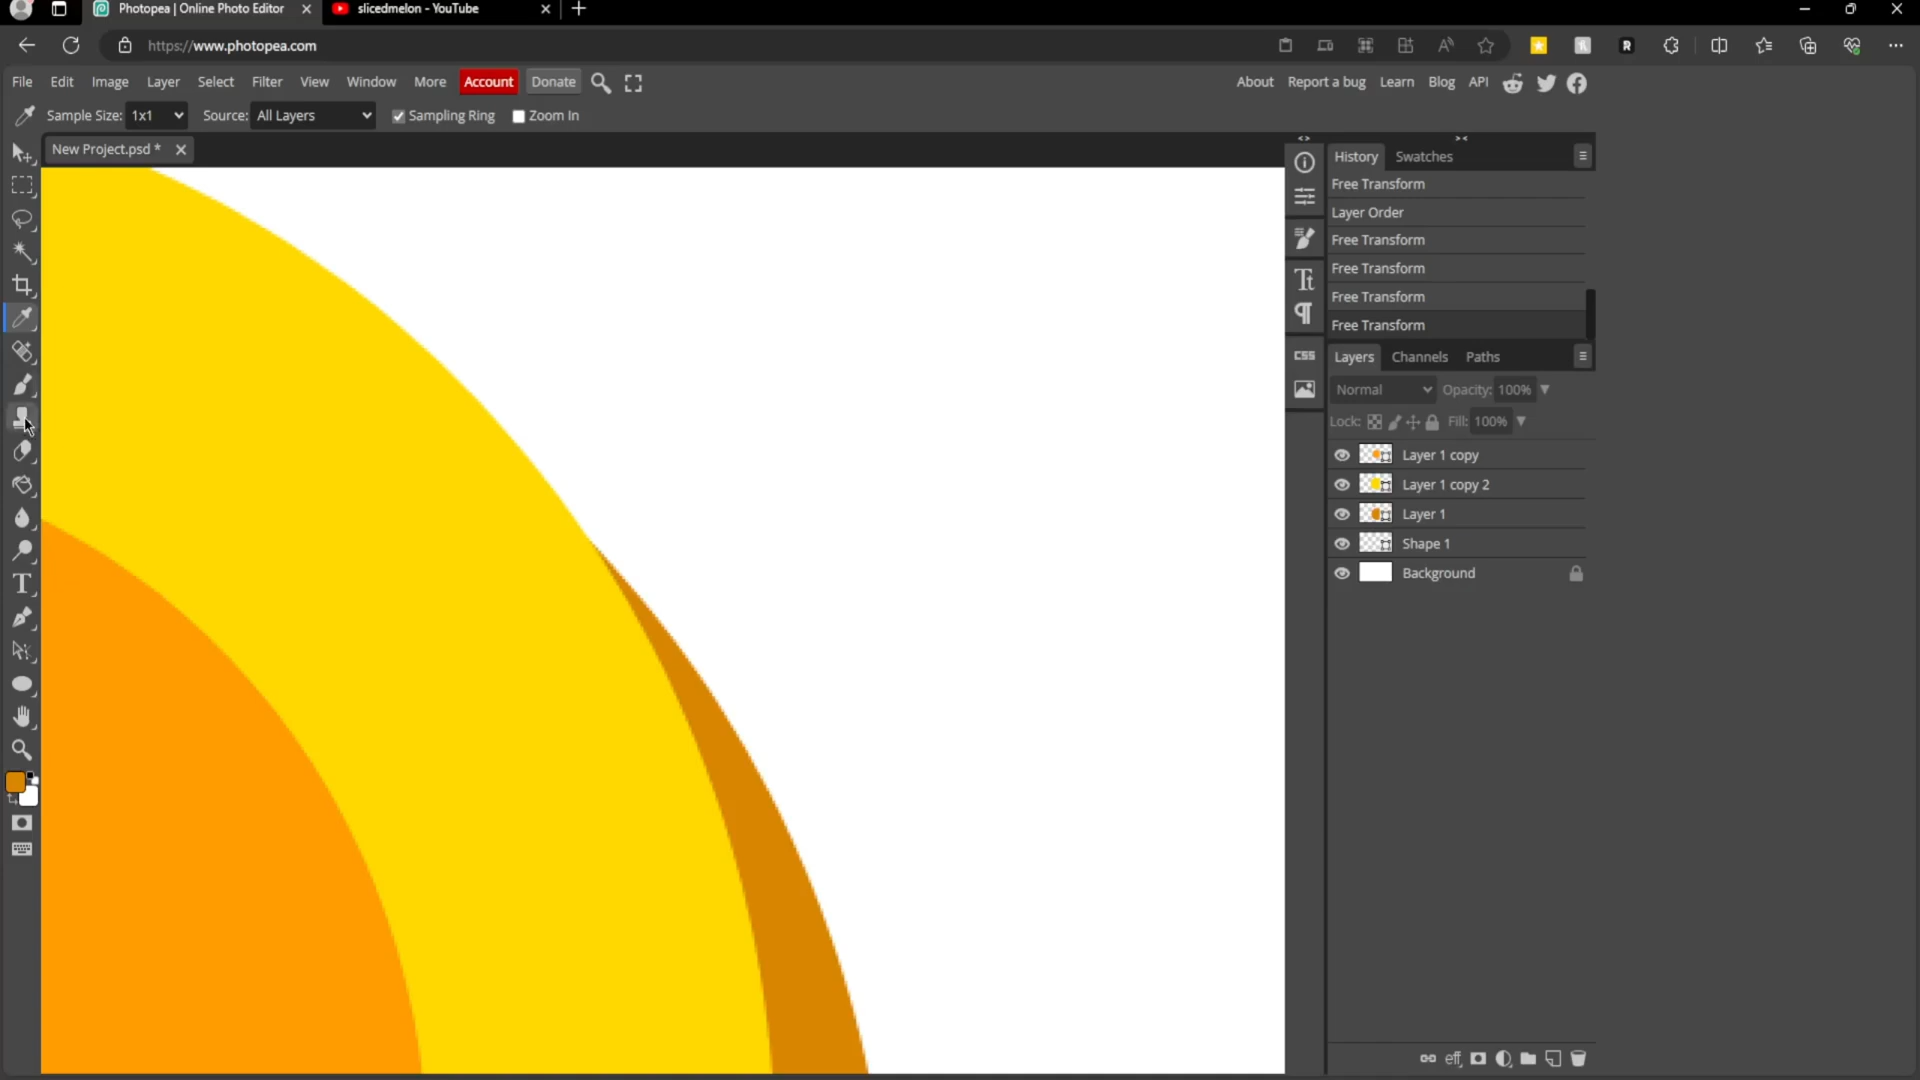 Photopea | Online Photo Editor
slicedmelon - YouTube
https://www.photopea.com
File Edit Image Layer Select Filter View Window More Account Donate
About Report a bug Learn Blog API
Sample Size: 1x1 Source: All Layers Sampling Ring Zoom In
New Project.psd *
History Swatches
Free Transform
Layer Order
Free Transform
Free Transform
Free Transform
Free Transform
CSS
Layers Channels Paths
Normal Opacity: 100%
Lock: Fill: 100%
Layer 1 copy
Layer 1 copy 2
Layer 1
Shape 1
Background
eff